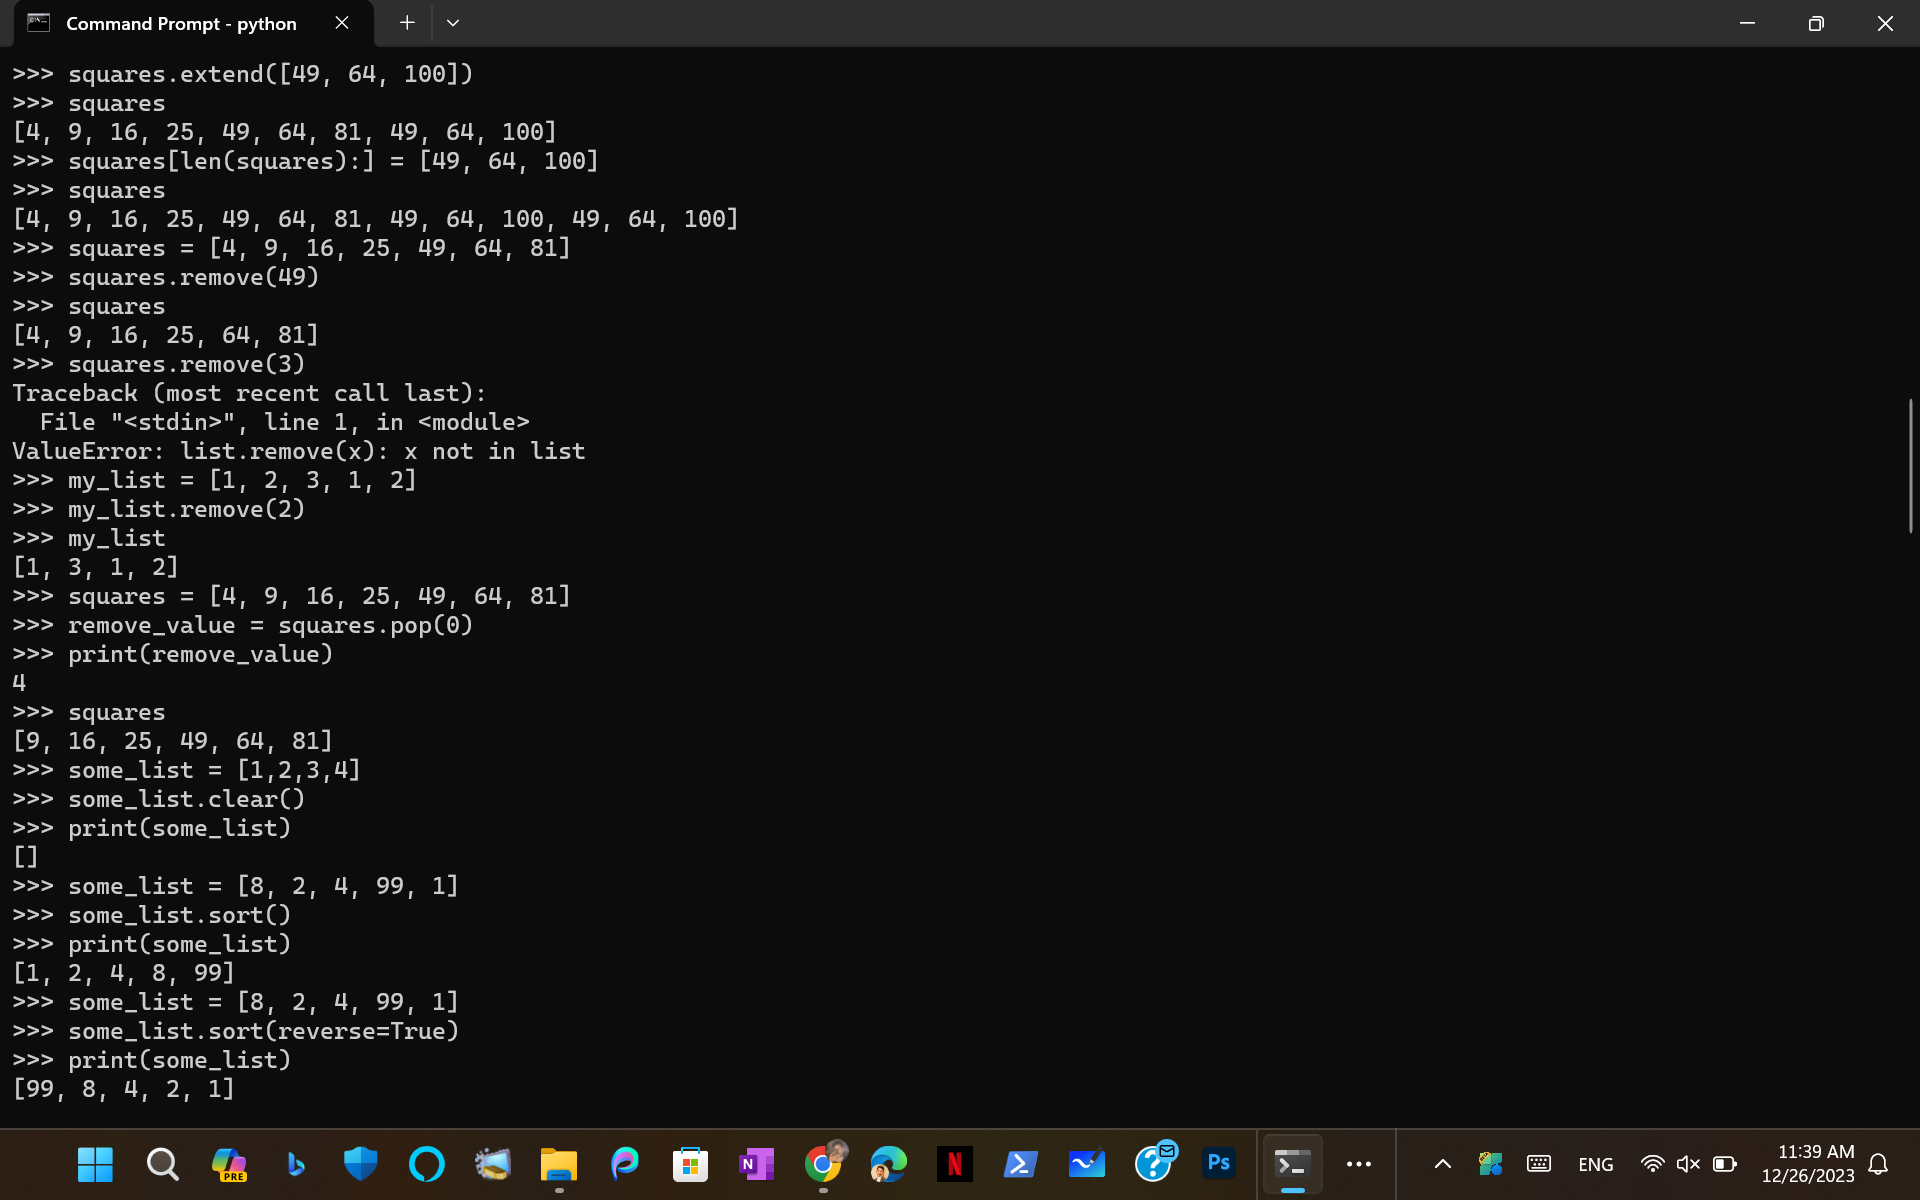 Command Prompt - python
>>> squares.extend([49, 64, 100])
>>> squares
[4, 9, 16, 25, 49, 64, 81, 49, 64, 100]
>>> squares[len(squares):] = [49, 64, 100]
>>> squares
[4, 9, 16, 25, 49, 64, 81, 49, 64, 100, 49, 64, 100]
>>> squares = [4, 9, 16, 25, 49, 64, 81]
>>> squares.remove(49)
>>> squares
[4, 9, 16, 25, 64, 81]
>>> squares.remove(3)
Traceback (most recent call last):
  File "<stdin>", line 1, in <module>
ValueError: list.remove(x): x not in list
>>> my_list = [1, 2, 3, 1, 2]
>>> my_list.remove(2)
>>> my_list
[1, 3, 1, 2]
>>> squares = [4, 9, 16, 25, 49, 64, 81]
>>> remove_value = squares.pop(0)
>>> print(remove_value)
4
>>> squares
[9, 16, 25, 49, 64, 81]
>>> some_list = [1,2,3,4]
>>> some_list.clear()
>>> print(some_list)
[]
>>> some_list = [8, 2, 4, 99, 1]
>>> some_list.sort()
>>> print(some_list)
[1, 2, 4, 8, 99]
>>> some_list = [8, 2, 4, 99, 1]
>>> some_list.sort(reverse=True)
>>> print(some_list)
[99, 8, 4, 2, 1]
PRE
N
N
Ps
ENG
11:39 AM
12/26/2023